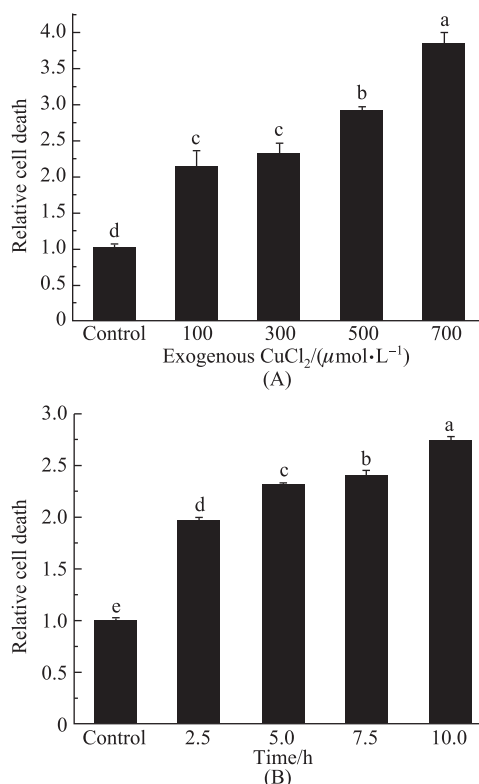 4.0
3.5
3.0
2.5
2.0
1.5
1.0
0.5
0
Relative cell death
d
c
c
b
a
Control 100 300 500 700
Exogenous CuCl₂/(μmol·L⁻¹)
(A)
3.0
2.5
2.0
1.5
1.0
0.5
0
Relative cell death
e
d
c
b
a
Control 2.5 5.0 7.5 10.0
Time/h
(B)